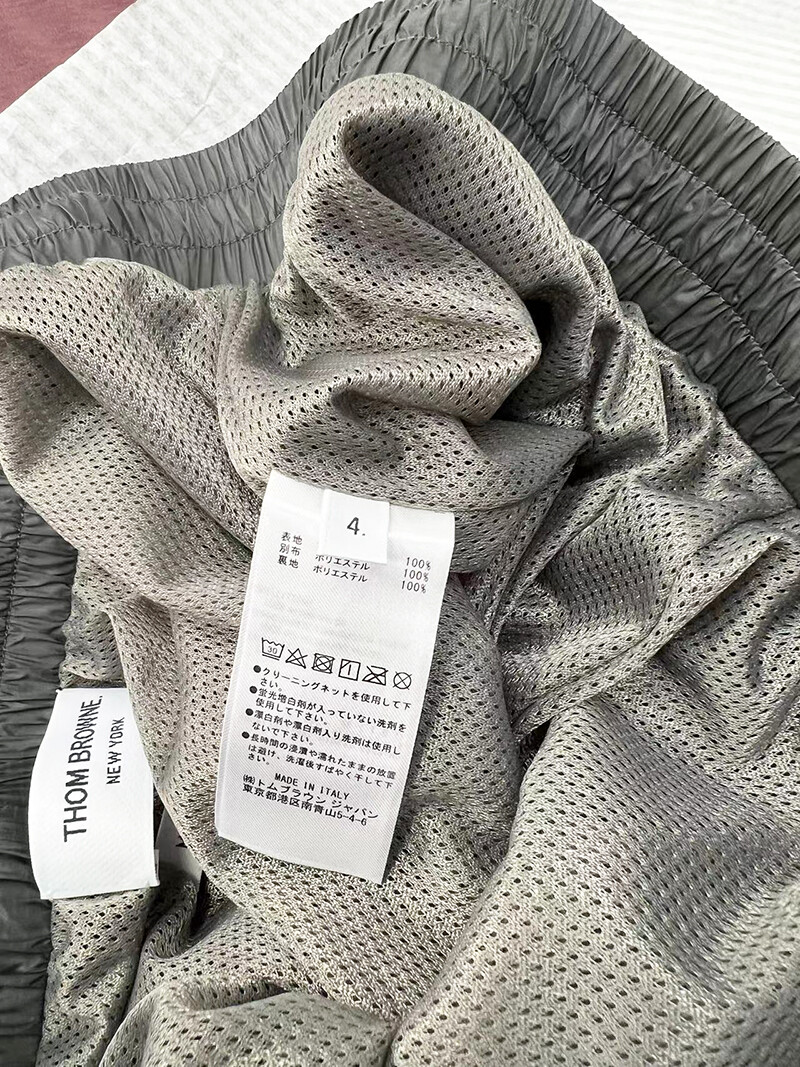 4.
表地
100%
別布
ポリエステル
100%
裏地
ポリエステル
100%
30
●クリーニングネットを使用して下
さい。
●蛍光増白剤が入っていない洗剤を
使用して下さい。
●漂白剤や漂白剤入り洗剤は使用し
ないで下さい。
●長時間の浸漬や濡れたままの放置
は避け、洗濯後すばやく干して下
さい。
MADE IN ITALY
㈱トムブラウン ジャパン
東京都港区南青山5-4-6
THOM BROWNE.
NEW YORK